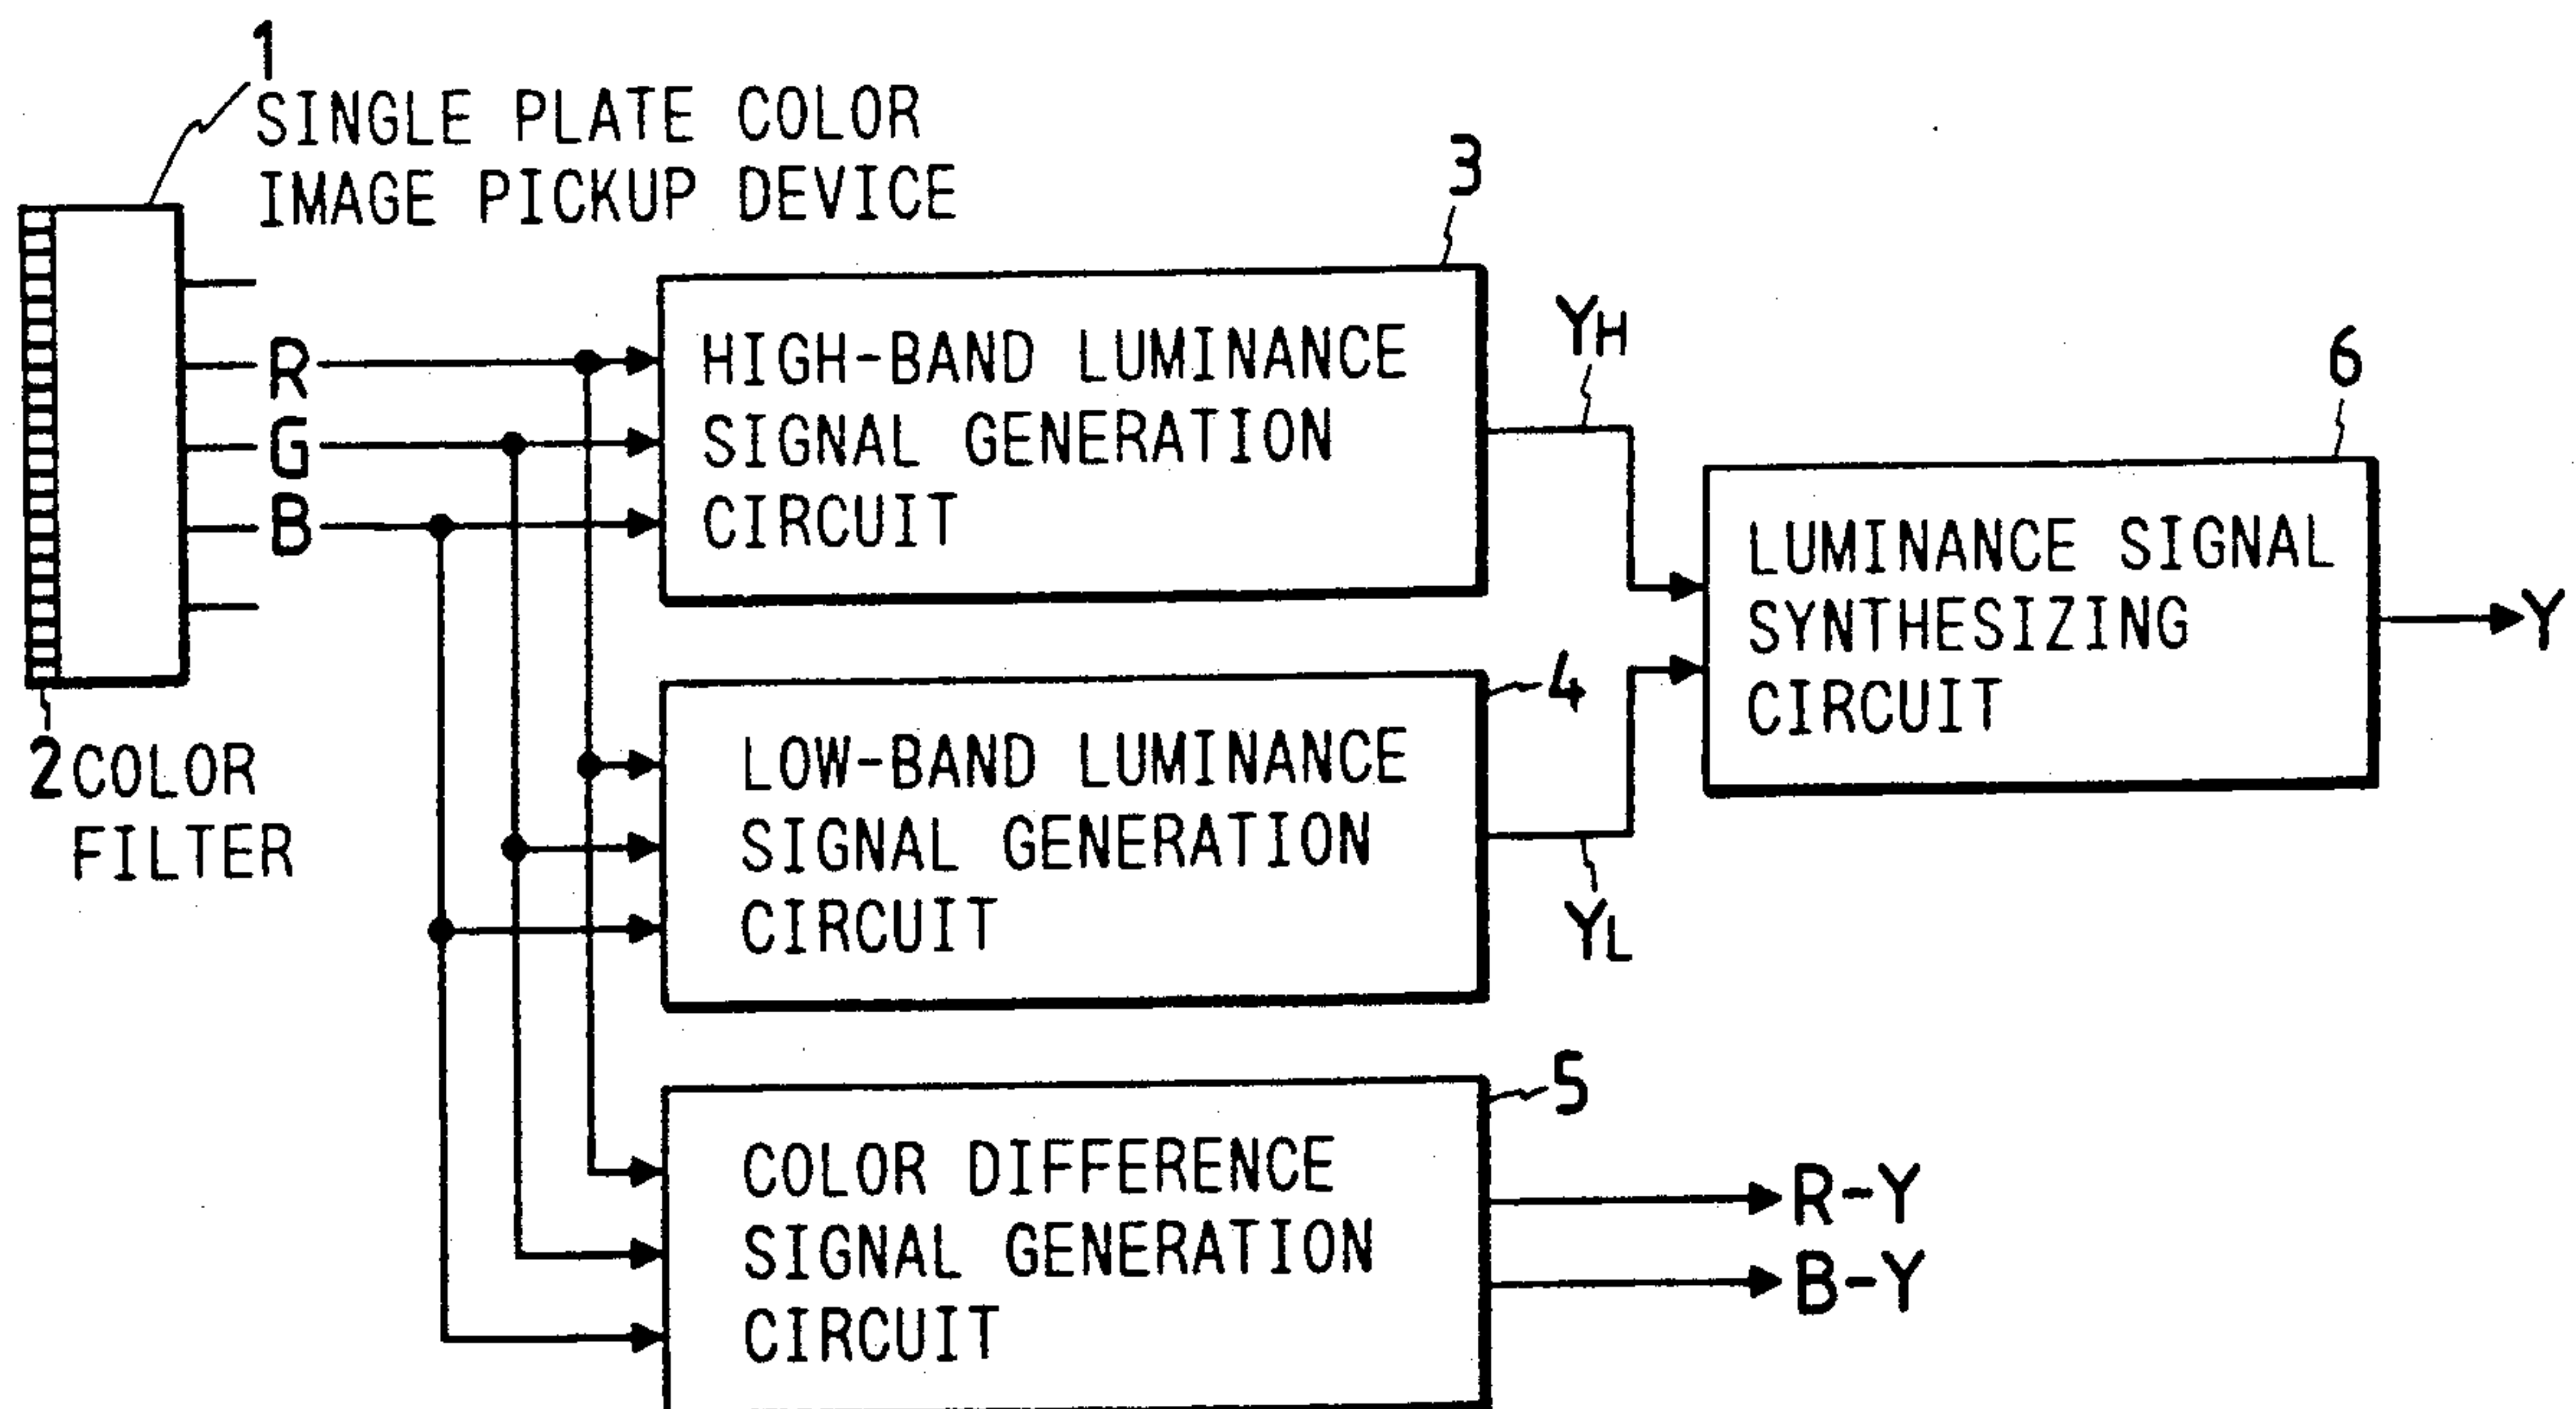 1
SINGLE PLATE COLOR
IMAGE PICKUP DEVICE
2 COLOR
FILTER
R
G
B
3
HIGH-BAND LUMINANCE
SIGNAL GENERATION
CIRCUIT
YH
4
LOW-BAND LUMINANCE
SIGNAL GENERATION
CIRCUIT
YL
5
COLOR DIFFERENCE
SIGNAL GENERATION
CIRCUIT
R-Y
B-Y
6
LUMINANCE SIGNAL
SYNTHESIZING
CIRCUIT
Y